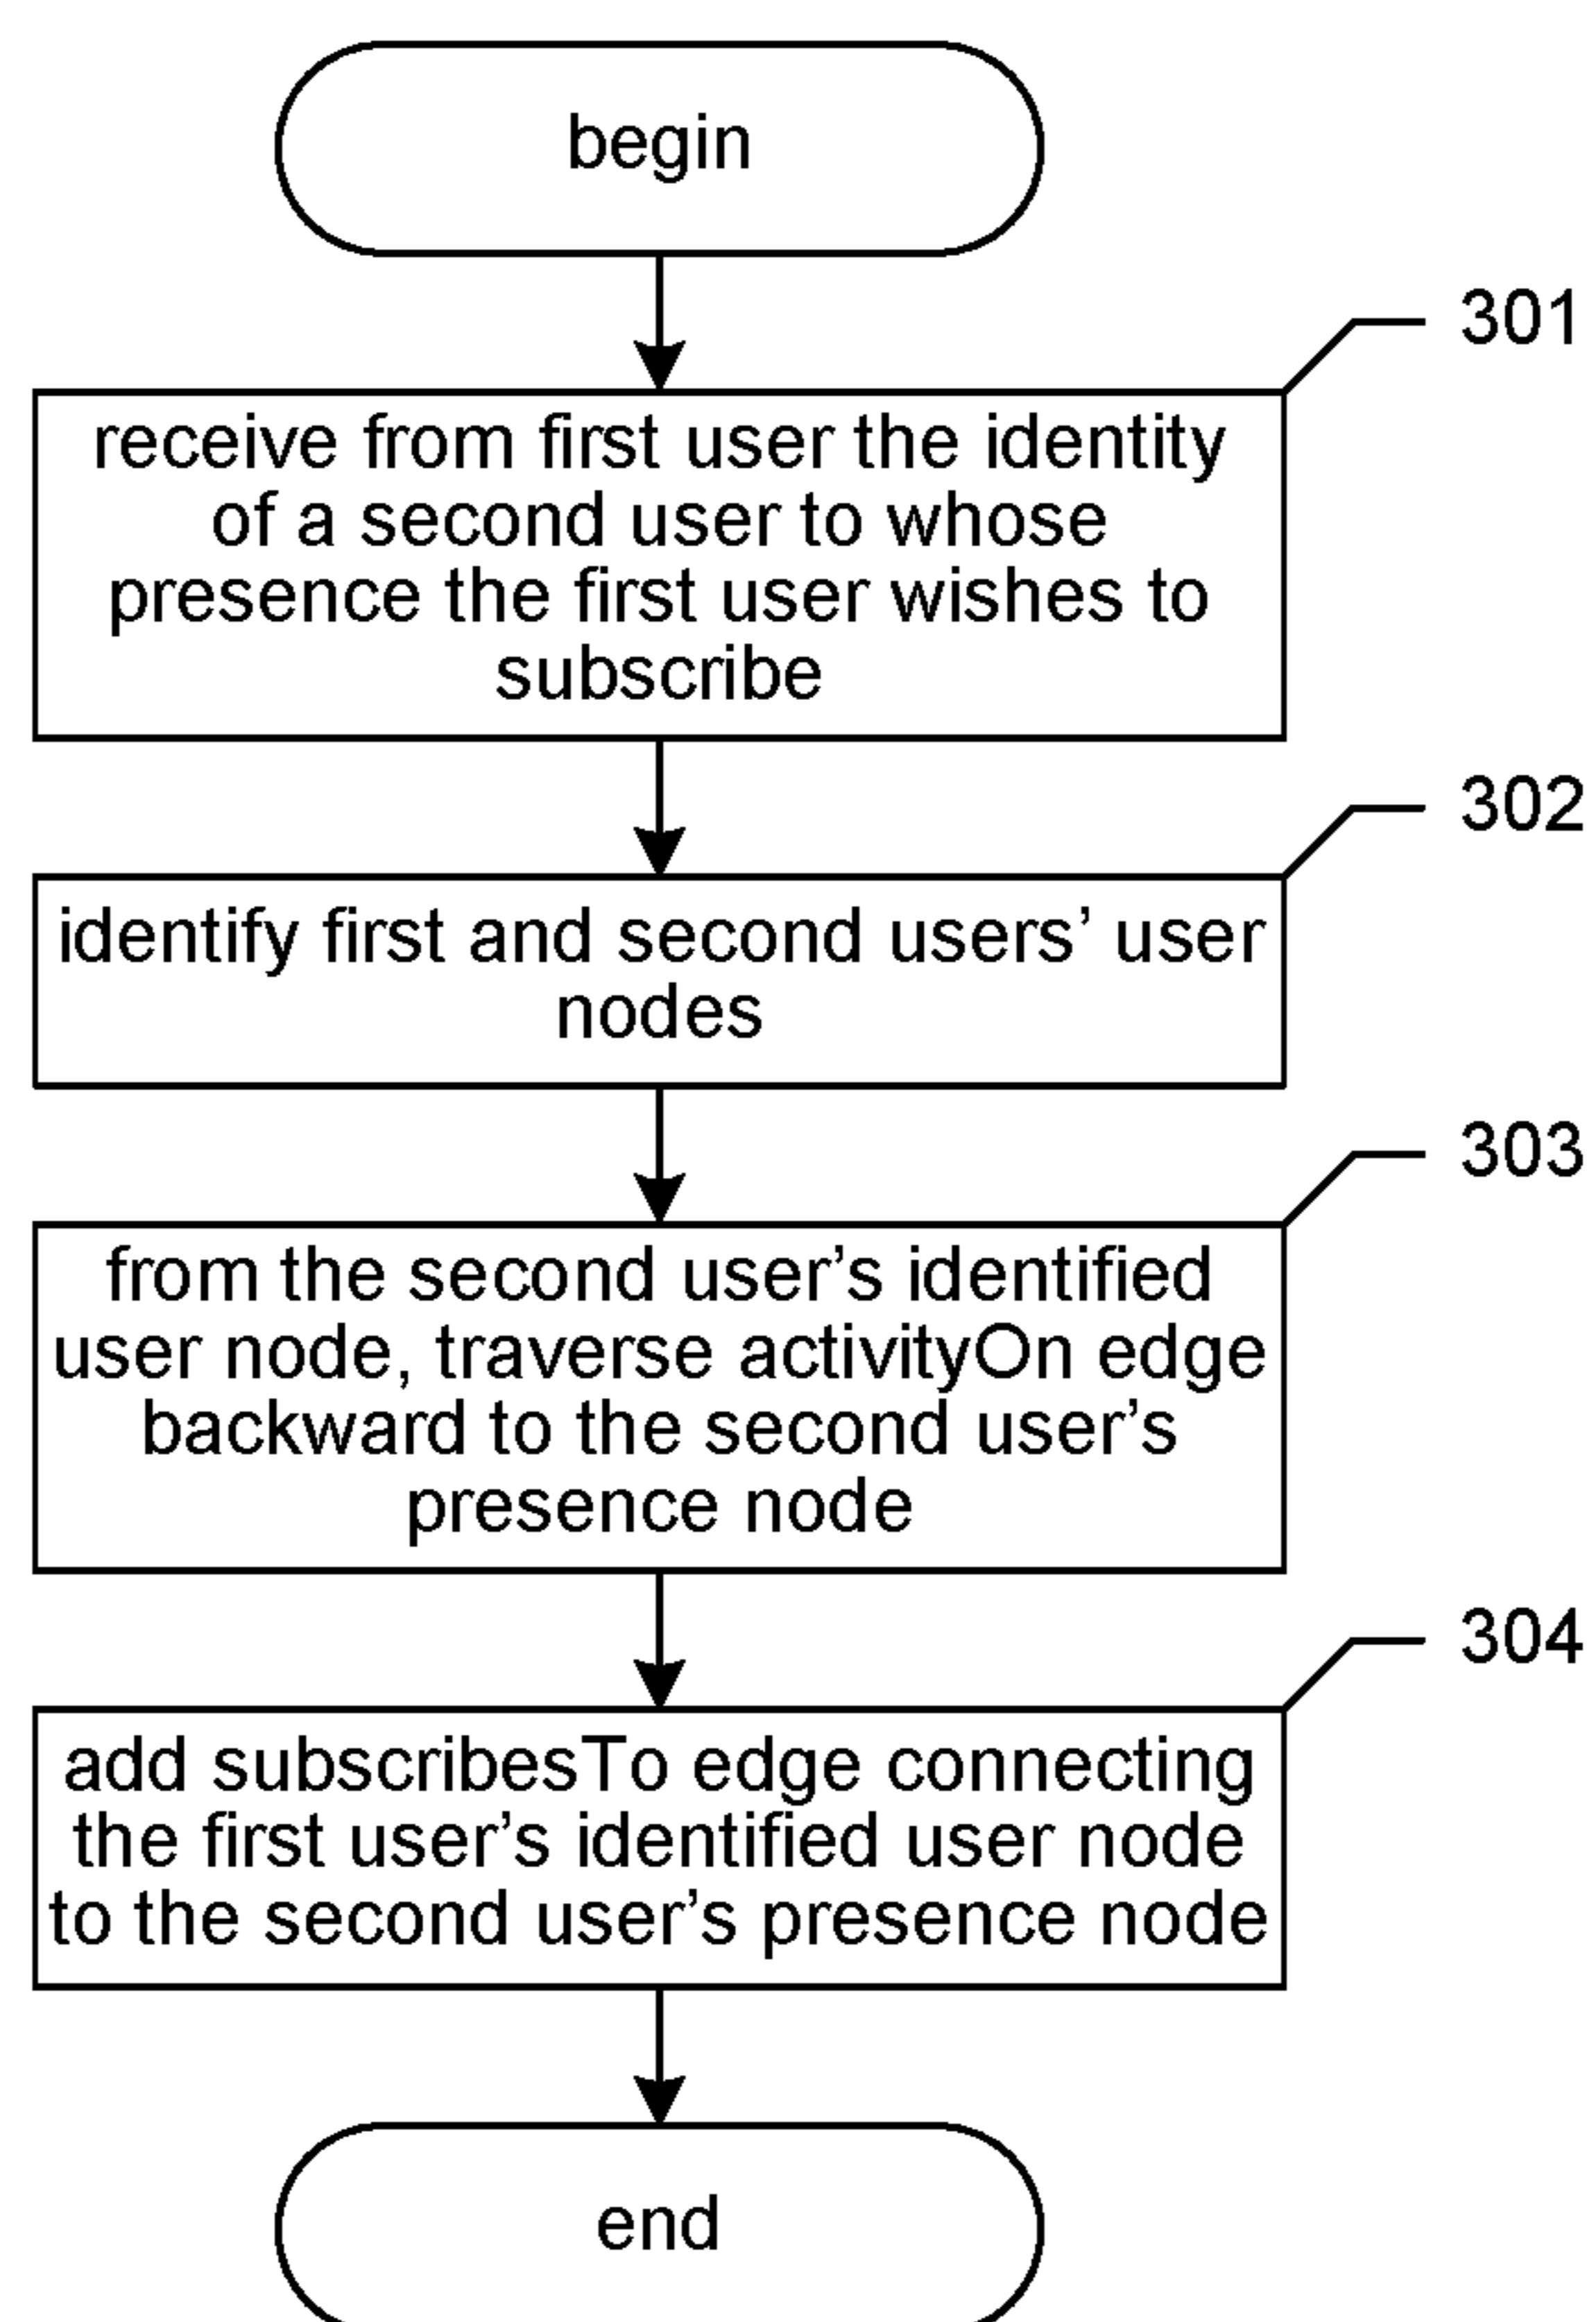 begin
301
receive from first user the identity
of a second user to whose
presence the first user wishes to
subscribe
302
identify first and second users’ user
nodes
303
from the second user’s identified
user node, traverse activityOn edge
backward to the second user’s
presence node
304
add subscribesTo edge connecting
the first user’s identified user node
to the second user’s presence node
end